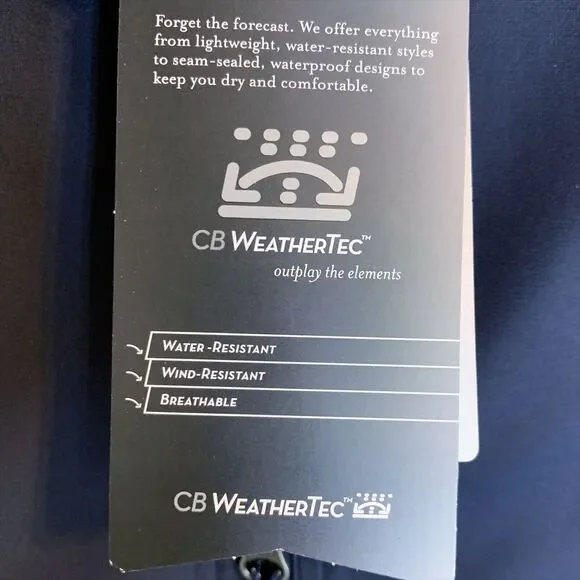 Forget the forecast. We offer everything
from lightweight, water-resistant styles
to seam-sealed, waterproof designs to
keep you dry and comfortable.
CB WEATHERTEC™
outplay the elements
WATER-RESISTANT
WIND-RESISTANT
BREATHABLE
CB WEATHERTEC™